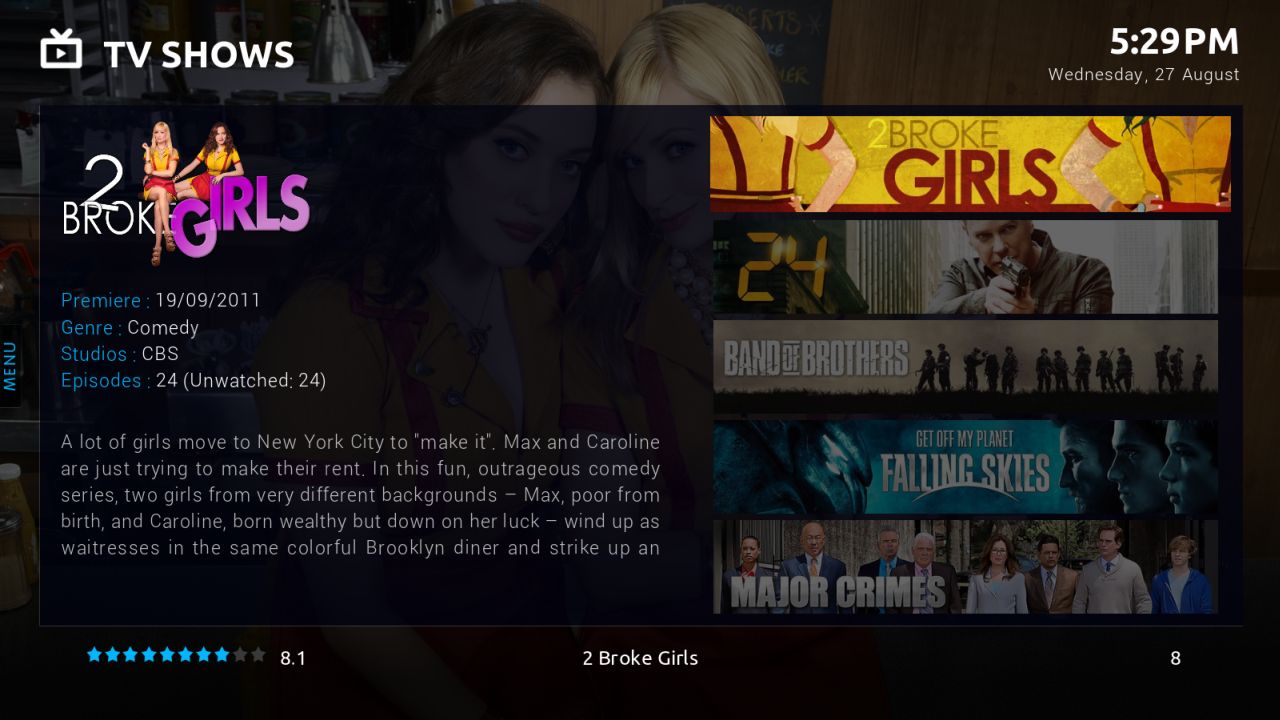 TV SHOWS
5:29PM
Wednesday, 27 August
DESSERTS
2
BROKE GIRLS
Premiere : 19/09/2011
Genre : Comedy
Studios : CBS
Episodes : 24 (Unwatched: 24)
MENU
A lot of girls move to New York City to "make it". Max and Caroline
are just trying to make their rent. In this fun, outrageous comedy
series, two girls from very different backgrounds – Max, poor from
birth, and Caroline, born wealthy but down on her luck – wind up as
waitresses in the same colorful Brooklyn diner and strike up an
2BROKE
GIRLS
24
BAND OF BROTHERS
GET OFF MY PLANET
FALLING SKIES
MAJOR CRIMES
8.1
2 Broke Girls
8